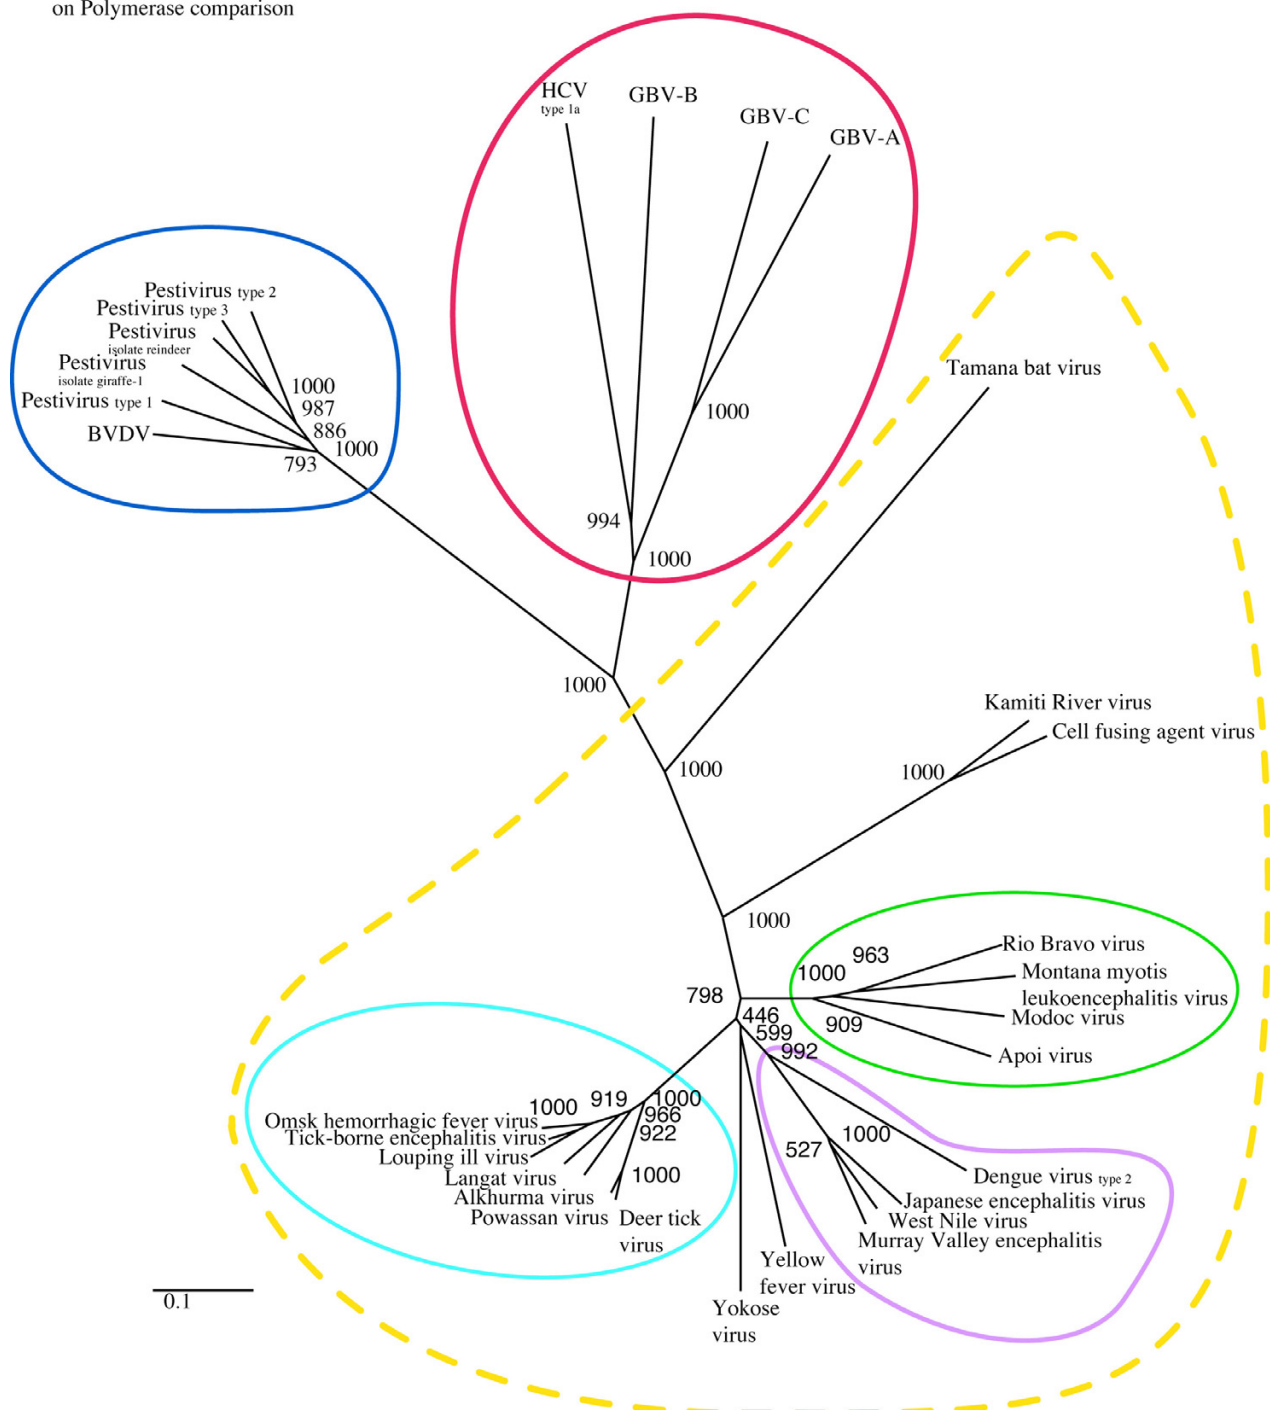 on Polymerase comparison
HCV
type 1a
GBV-B
GBV-C
GBV-A
Pestivirus type 2
Pestivirus type 3
Pestivirus
isolate reindeer
Pestivirus
isolate giraffe-1
Pestivirus type 1
BVDV
1000
987
886
1000
793
1000
994
1000
Tamana bat virus
1000
1000
Kamiti River virus
Cell fusing agent virus
1000
1000
Rio Bravo virus
963
1000
Montana myotis
leukoencephalitis virus
Modoc virus
909
Apoi virus
798
446
599
992
1000
919
1000
966
922
Omsk hemorrhagic fever virus
Tick-borne encephalitis virus
Louping ill virus
Langat virus
Alkhurma virus
Powassan virus
1000
Deer tick
virus
527
1000
Dengue virus type 2
Japanese encephalitis virus
West Nile virus
Murray Valley encephalitis
virus
Yellow
fever virus
Yokose
virus
0.1